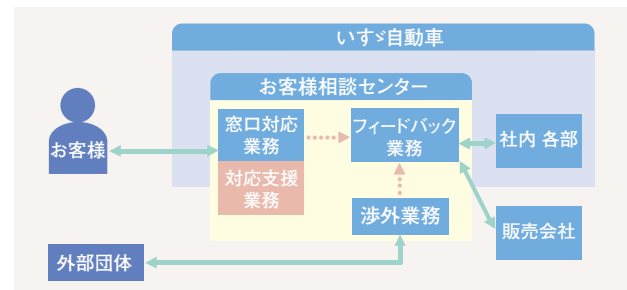 いすゞ自動車
お客様相談センター
お客様
窓口対応
業務
対応支援
業務
フィードバック
業務
渉外業務
社内 各部
販売会社
外部団体